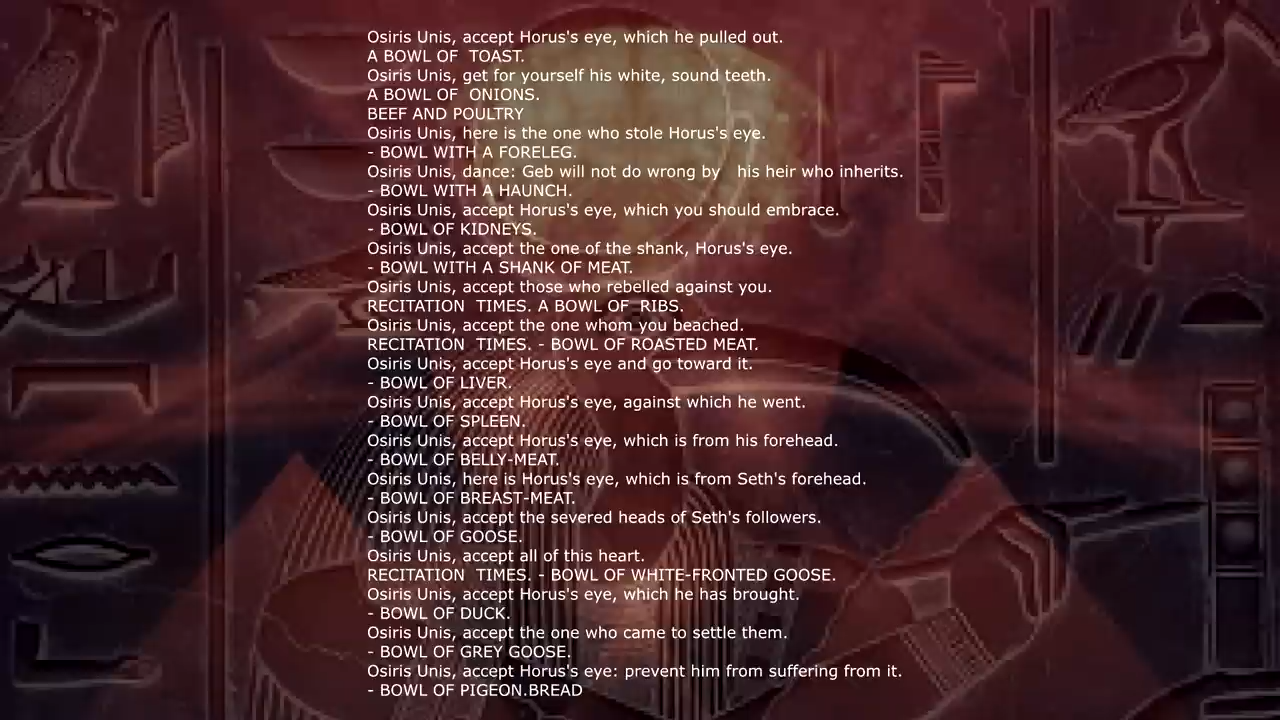 Osiris Unis, accept Horus's eye, which he pulled out.
A BOWL OF  TOAST.
Osiris Unis, get for yourself his white, sound teeth.
A BOWL OF  ONIONS.
BEEF AND POULTRY
Osiris Unis, here is the one who stole Horus's eye.
- BOWL WITH A FORELEG.
Osiris Unis, dance: Geb will not do wrong by   his heir who inherits.
- BOWL WITH A HAUNCH.
Osiris Unis, accept Horus's eye, which you should embrace.
- BOWL OF KIDNEYS.
Osiris Unis, accept the one of the shank, Horus's eye.
- BOWL WITH A SHANK OF MEAT.
Osiris Unis, accept those who rebelled against you.
RECITATION  TIMES. A BOWL OF  RIBS.
Osiris Unis, accept the one whom you beached.
RECITATION  TIMES. - BOWL OF ROASTED MEAT.
Osiris Unis, accept Horus's eye and go toward it.
- BOWL OF LIVER.
Osiris Unis, accept Horus's eye, against which he went.
- BOWL OF SPLEEN.
Osiris Unis, accept Horus's eye, which is from his forehead.
- BOWL OF BELLY-MEAT.
Osiris Unis, here is Horus's eye, which is from Seth's forehead.
- BOWL OF BREAST-MEAT.
Osiris Unis, accept the severed heads of Seth's followers.
- BOWL OF GOOSE.
Osiris Unis, accept all of this heart.
RECITATION  TIMES. - BOWL OF WHITE-FRONTED GOOSE.
Osiris Unis, accept Horus's eye, which he has brought.
- BOWL OF DUCK.
Osiris Unis, accept the one who came to settle them.
- BOWL OF GREY GOOSE.
Osiris Unis, accept Horus's eye: prevent him from suffering from it.
- BOWL OF PIGEON.BREAD